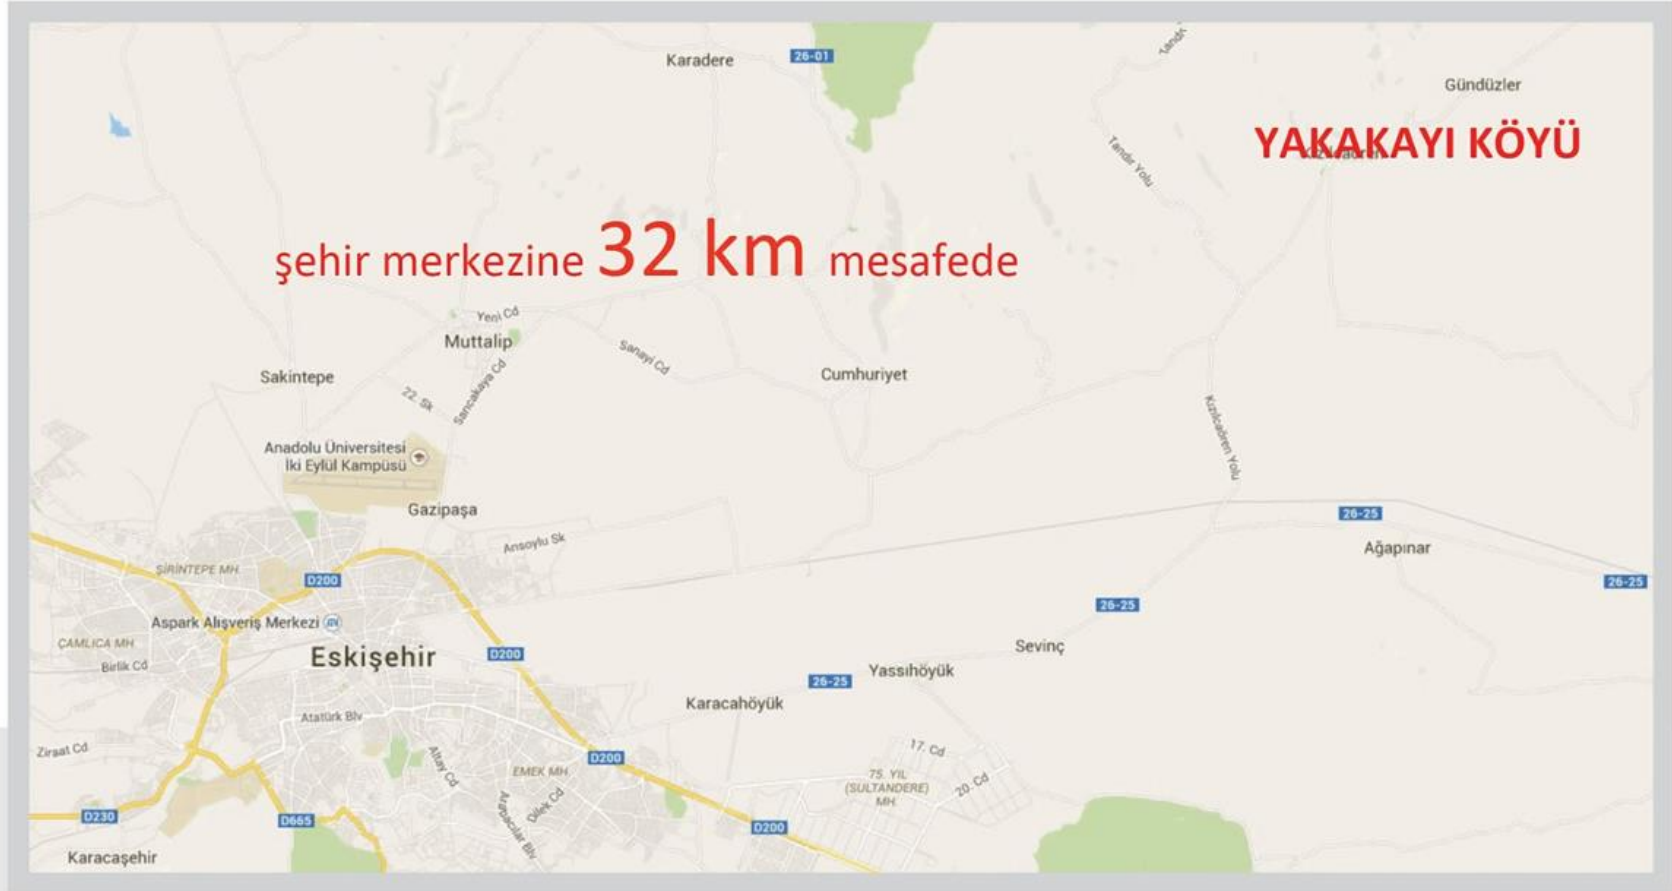 Karadere
26-01
Tandır
Gündüzler
YAKAKAYI KÖYÜ
Kızılcaören
Tandır Yolu
şehir merkezine 32 km mesafede
Yeni Cd
Muttalip
Sanayi Cd
Sakintepe
Cumhuriyet
22. Sk
Sarıcakaya Cd
Kızılcaören Yolu
Anadolu Üniversitesi
İki Eylül Kampüsü
Gazipaşa
26-25
Ansoylu Sk
Ağapınar
ŞİRİNTEPE MH.
D200
26-25
26-25
Aspark Alışveriş Merkezi
ÇAMLICA MH.
Birlik Cd
Eskişehir
D200
Sevinç
Yassıhöyük
26-25
Karacahöyük
Atatürk Blv
Ziraat Cd
Altay Cd
EMEK MH.
D200
17. Cd
75. YIL
(SULTANDERE)
MH.
20. Cd
Arabacılar Blv
Dilek Cd
D230
D665
D200
Karacaşehir